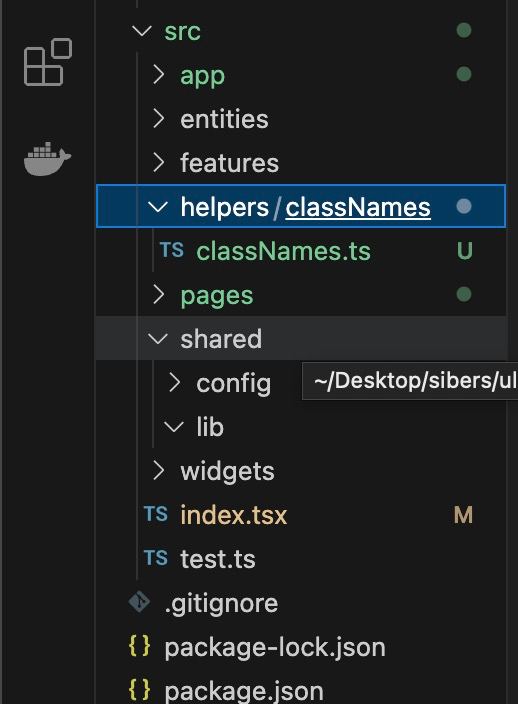 src
app
entities
features
helpers/classNames
TS classNames.ts U
pages
shared
config ~/Desktop/sibers/ul
lib
widgets
TS index.tsx M
TS test.ts
.gitignore
{} package-lock.json
{} package.json